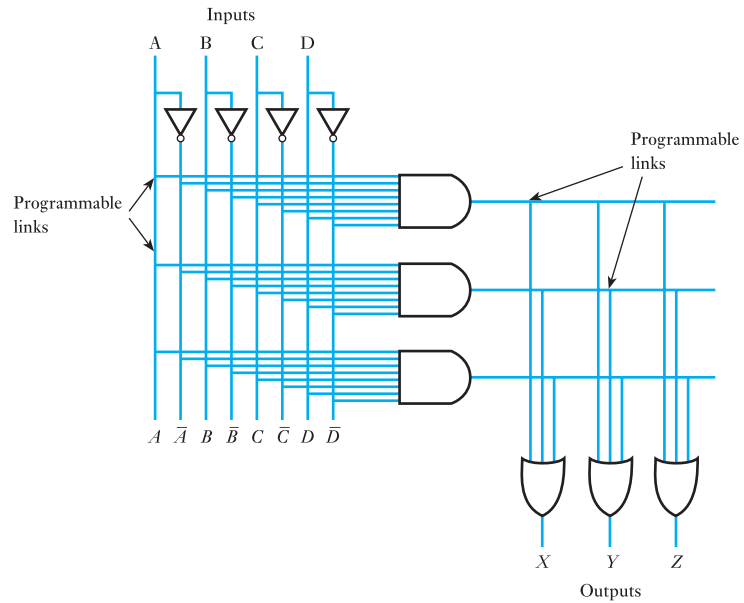 Inputs
A B C D
Programmable
links
Programmable
links
A A̅ B B̅ C C̅ D D̅
X Y Z
Outputs